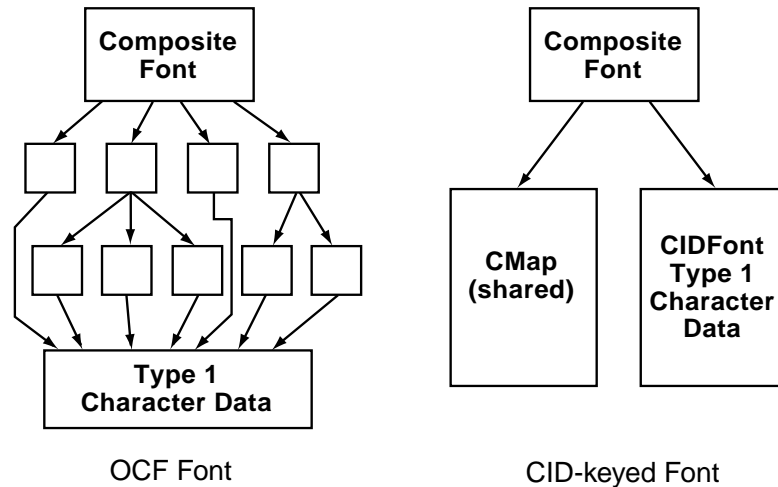 Composite
Font
Type 1
Character Data
OCF Font
Composite
Font
CMap
(shared)
CIDFont
Type 1
Character
Data
CID-keyed Font